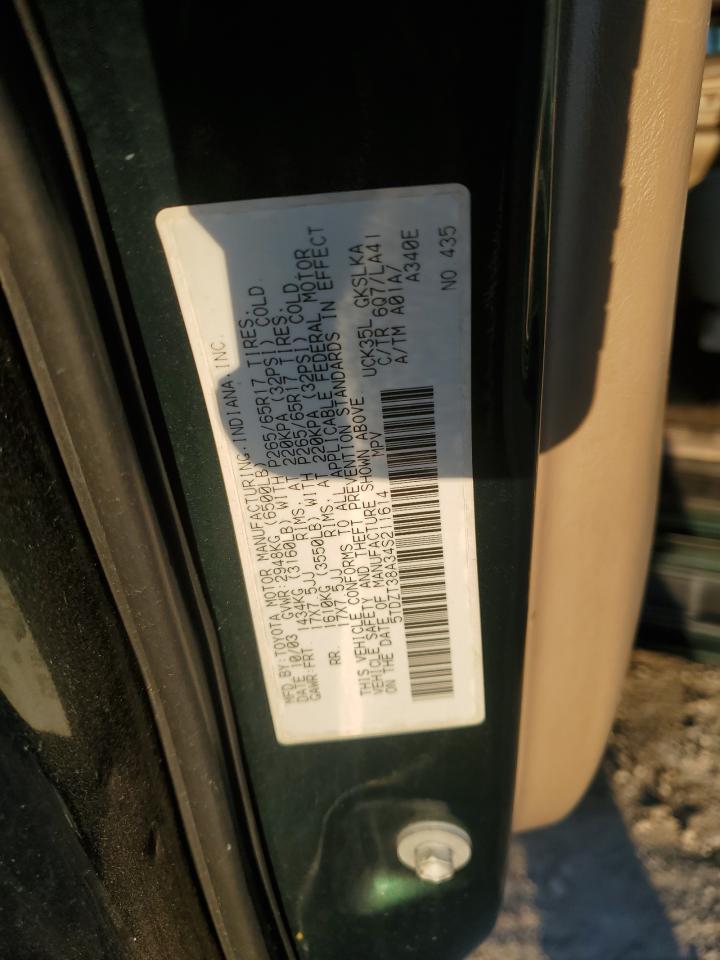 MFD BY:TOYOTA MOTOR MANUFACTURING,INDIANA,INC.
DATE 10/03 GVWR:2948KG (6500LB)
GAWR:FRT. 1434KG (3160LB) WITH P265/65R17 TIRES.
17X7.5JJ RIMS, AT 220KPA (32PSI) COLD.
RR. 1610KG (3550LB) WITH P265/65R17 TIRES.
17X7.5JJ RIMS, AT 220KPA (32PSI) COLD.
THIS VEHICLE CONFORMS TO ALL APPLICABLE FEDERAL MOTOR
VEHICLE SAFETY AND THEFT PREVENTION STANDARDS IN EFFECT
ON THE DATE OF MANUFACTURE SHOWN ABOVE.
5TDZT38A34S211614 MPV
UCK35L GKSLKA
C/TR 6Q7/LA41
A/TM A01A/
A340E
NO 435